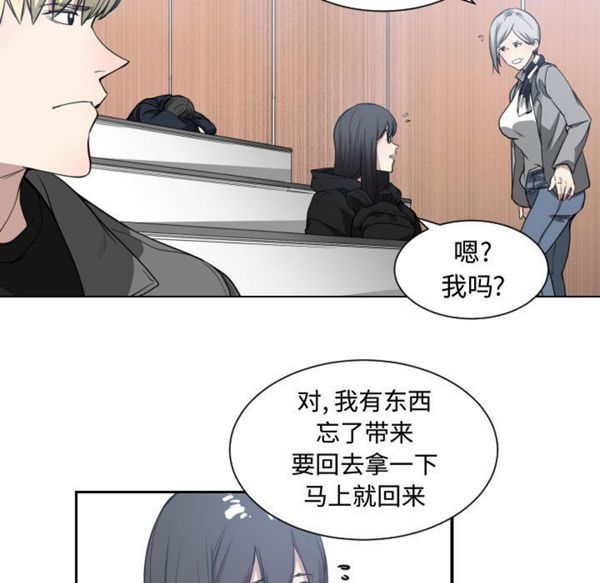 嗯?
我吗?
对,我有东西
忘了带来
要回去拿一下
马上就回来